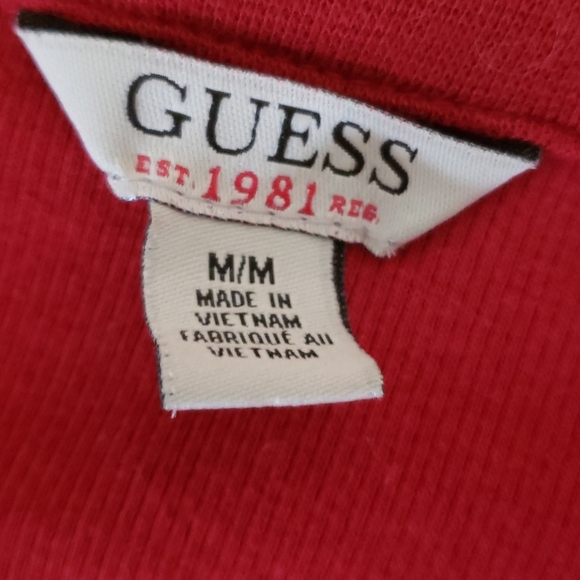 GUESS
EST. 1981 REG.
M/M
MADE IN
VIETNAM
FABRIQUÉ AU
VIETNAM